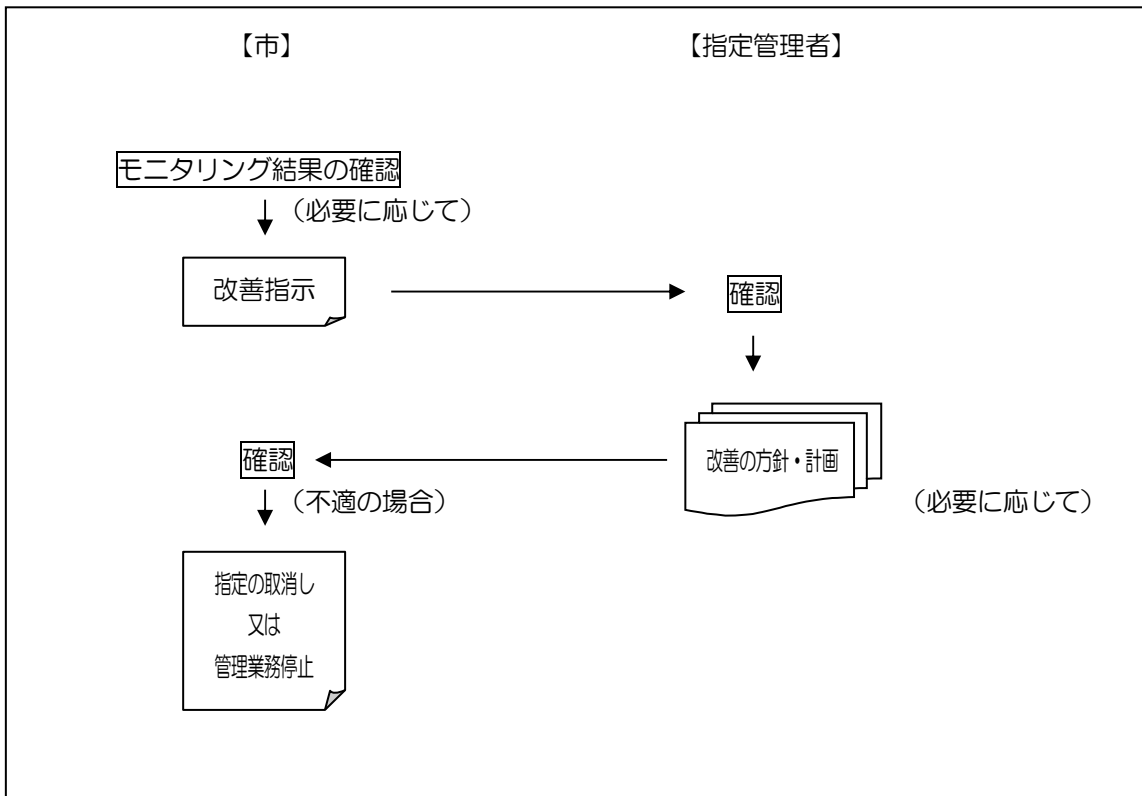 【市】
【指定管理者】
モニタリング結果の確認
(必要に応じて)
改善指示
確認
改善の方針・計画
(必要に応じて)
確認
(不適の場合)
指定の取消し
又は
管理業務停止